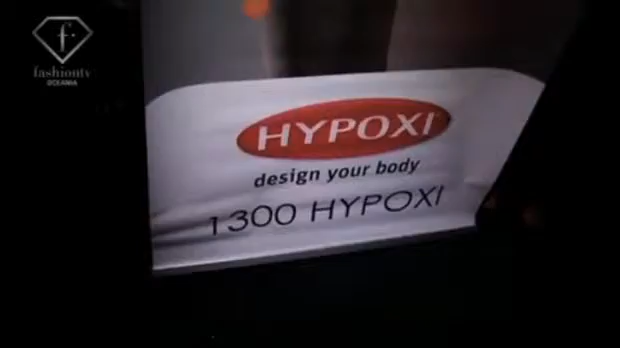 f
fashiontv
OCEANIA
HYPOXI
design your body
1300 HYPOXI